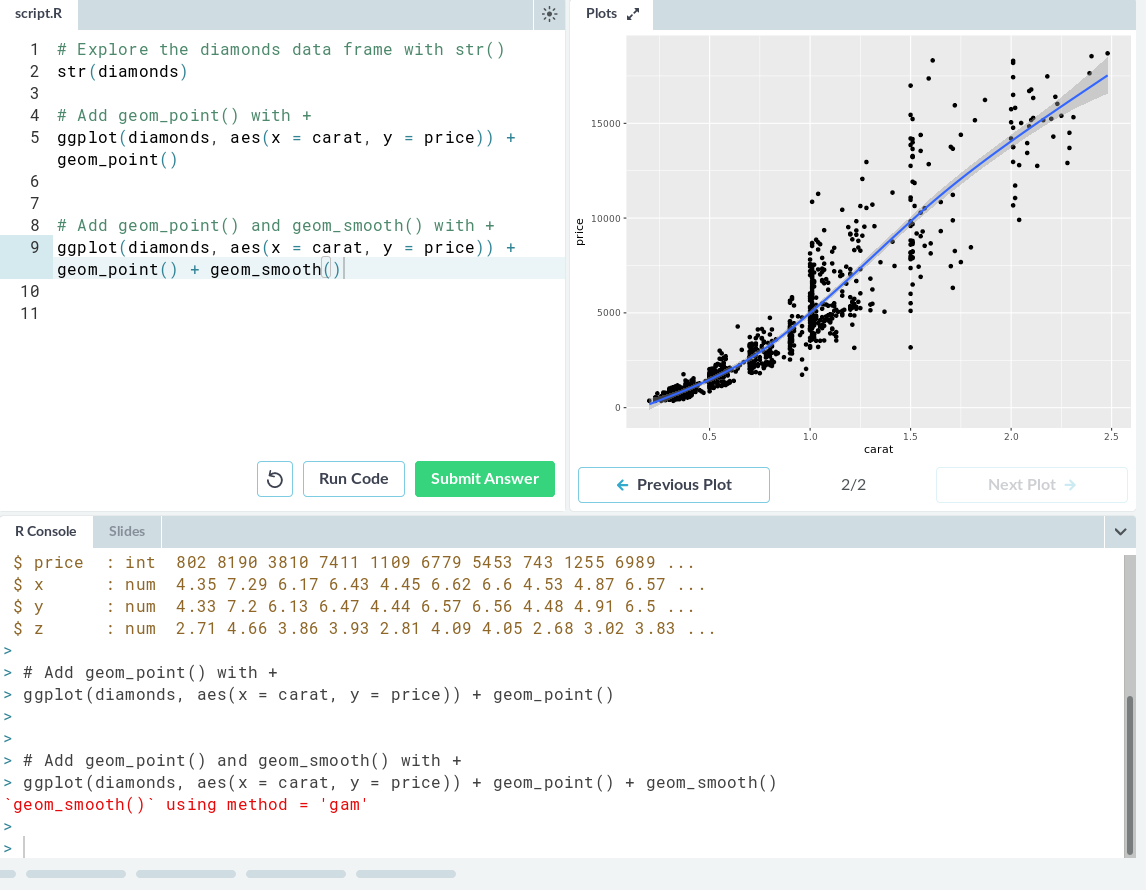 script.R
1 # Explore the diamonds data frame with str()
2 str(diamonds)
3
4 # Add geom_point() with +
5 ggplot(diamonds, aes(x = carat, y = price)) +
geom_point()
6
7
8 # Add geom_point() and geom_smooth() with +
9 ggplot(diamonds, aes(x = carat, y = price)) +
geom_point() + geom_smooth()
10
11
Run Code
Submit Answer
Plots
15000
10000
5000
0
price
0.5 1.0 1.5 2.0 2.5
carat
← Previous Plot
2/2
Next Plot →
R Console
Slides
$ price  : int  802 8190 3810 7411 1109 6779 5453 743 1255 6989 ...
$ x      : num  4.35 7.29 6.17 6.43 4.45 6.62 6.6 4.53 4.87 6.57 ...
$ y      : num  4.33 7.2 6.13 6.47 4.44 6.57 6.56 4.48 4.91 6.5 ...
$ z      : num  2.71 4.66 3.86 3.93 2.81 4.09 4.05 2.68 3.02 3.83 ...
>
> # Add geom_point() with +
> ggplot(diamonds, aes(x = carat, y = price)) + geom_point()
>
>
> # Add geom_point() and geom_smooth() with +
> ggplot(diamonds, aes(x = carat, y = price)) + geom_point() + geom_smooth()
`geom_smooth()` using method = 'gam'
>
>